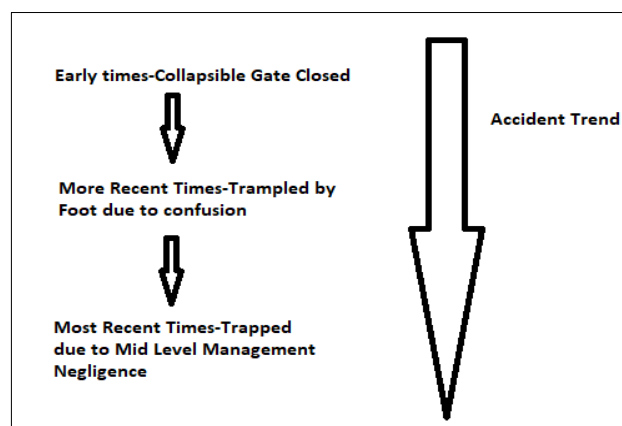 Early times-Collapsible Gate Closed
Accident Trend
More Recent Times-Trampled by
Foot due to confusion
Most Recent Times-Trapped
due to Mid Level Management
Negligence